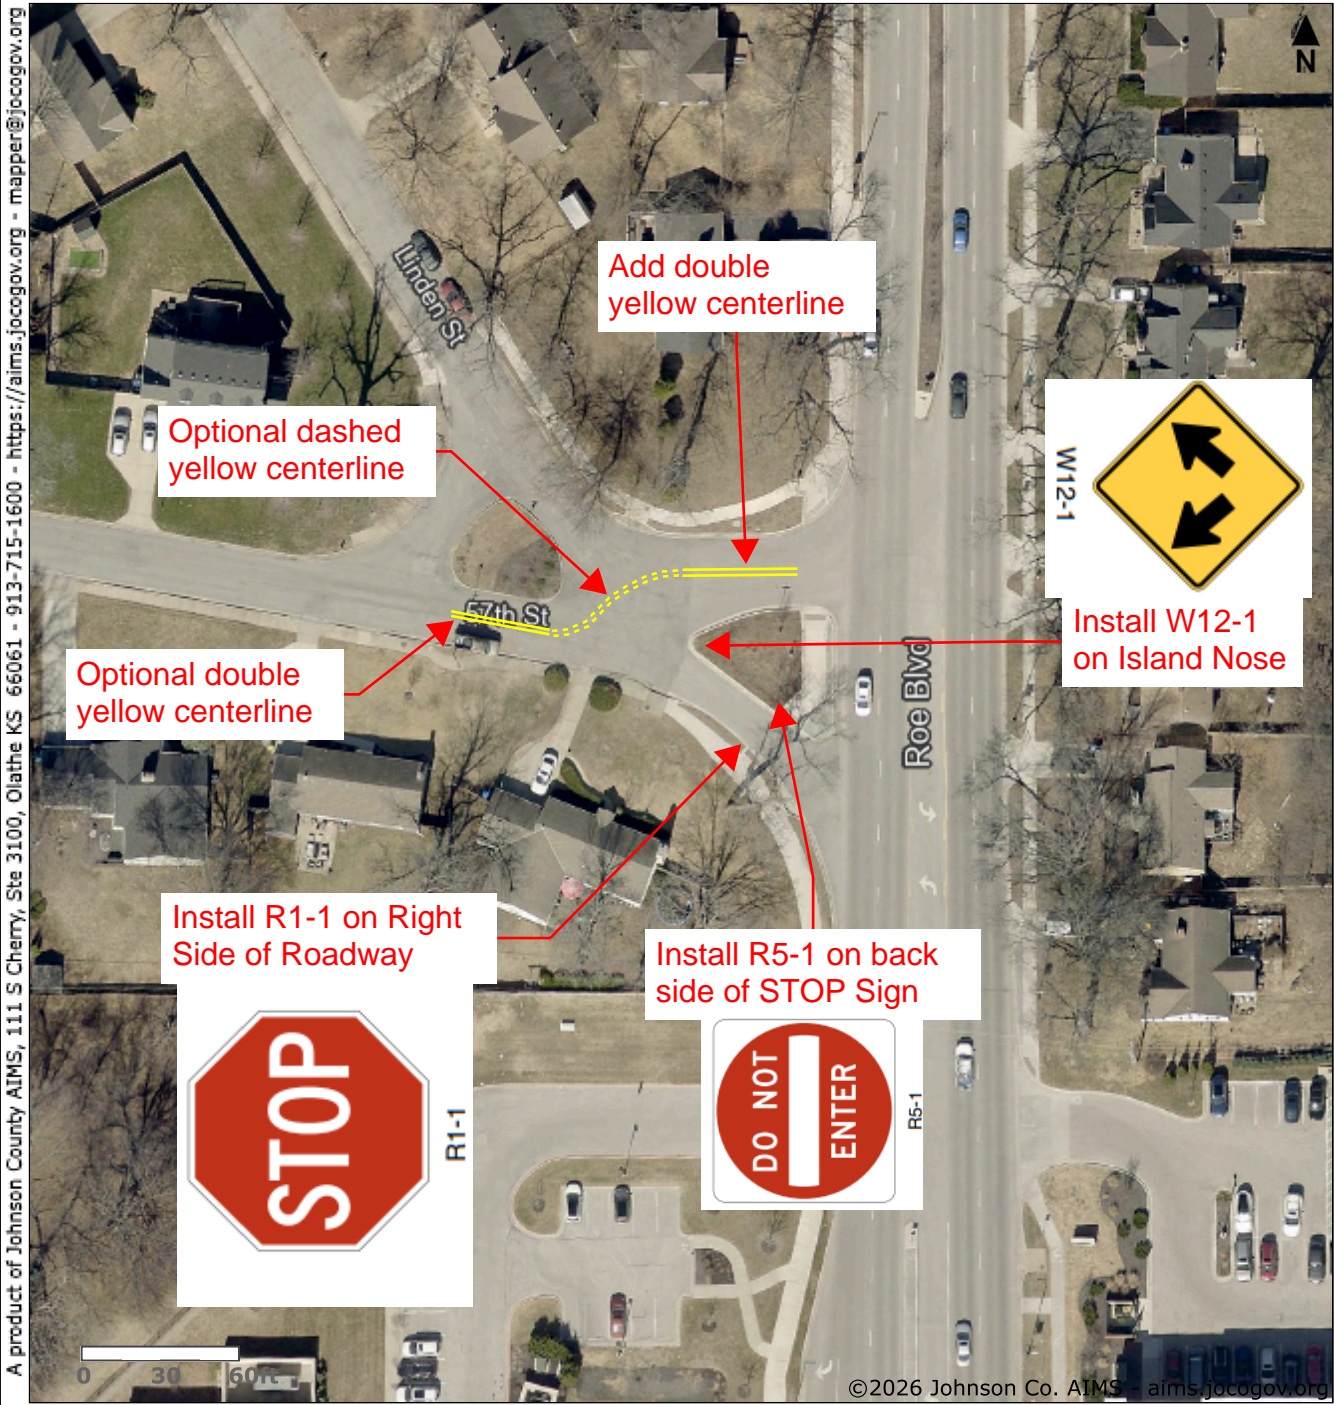 A product of Johnson County AIMS, 111 S Cherry, Ste 3100, Olathe KS 66061 - 913-715-1600 - https://aims.jocogov.org - mapper@jocogov.org
N
Linden St
Add double
yellow centerline
Optional dashed
yellow centerline
W12-1
57th St
Install W12-1
on Island Nose
Optional double
yellow centerline
Roe Blvd
Install R1-1 on Right
Side of Roadway
Install R5-1 on back
side of STOP Sign
STOP
R1-1
DO NOT
ENTER
R5-1
0 30 60ft
©2026 Johnson Co. AIMS - aims.jocogov.org